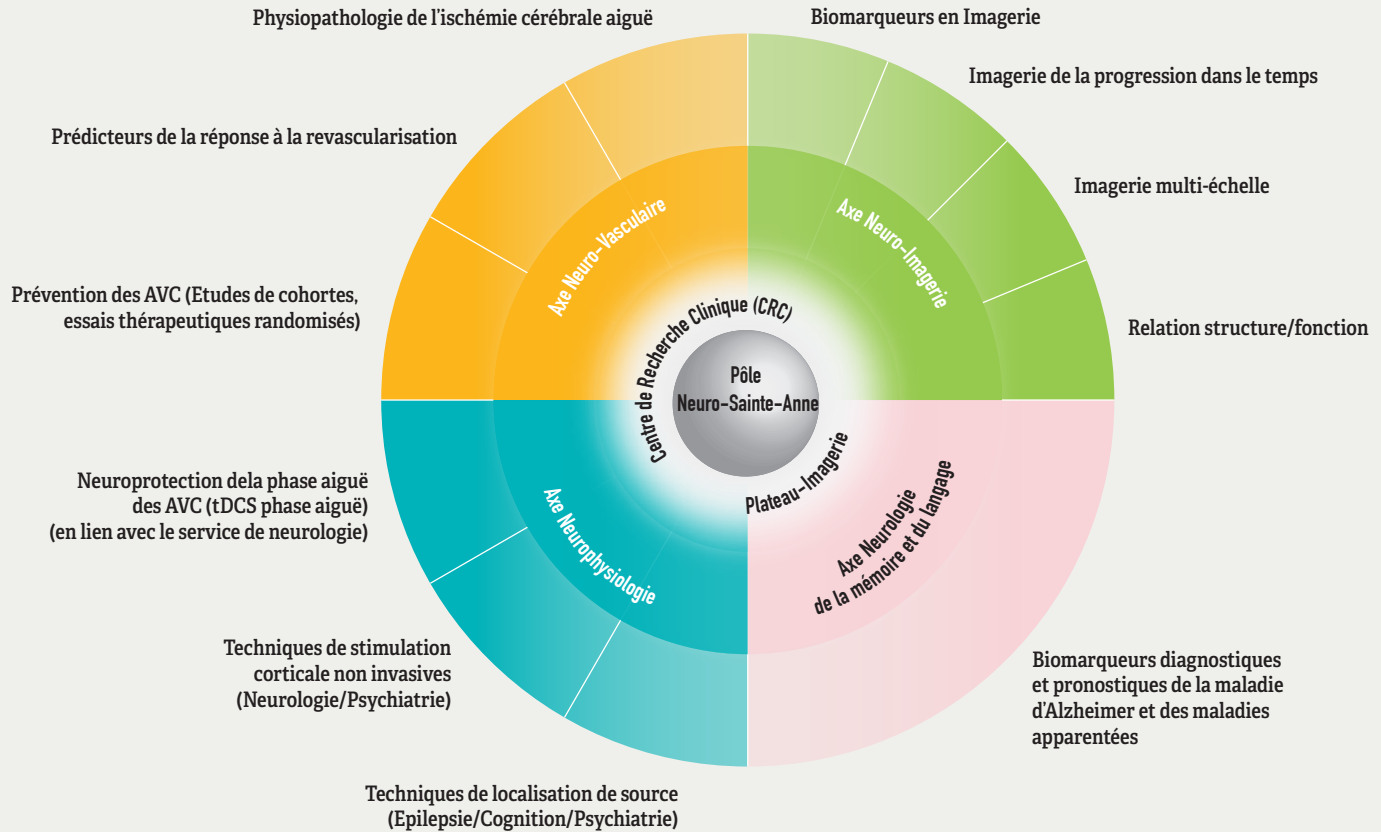 Physiopathologie de l'ischémie cérébrale aiguë
Biomarqueurs en Imagerie
Imagerie de la progression dans le temps
Prédicteurs de la réponse à la revascularisation
Imagerie multi-échelle
Axe Neuro-Vasculaire
Axe Neuro-Imagerie
Prévention des AVC (Etudes de cohortes,
essais thérapeutiques randomisés)
Relation structure/fonction
Centre de Recherche Clinique (CRC)
Pôle
Neuro-Sainte-Anne
Plateau-Imagerie
Neuroprotection dela phase aiguë
des AVC (tDCS phase aiguë)
(en lien avec le service de neurologie)
Axe Neurophysiologie
Axe Neurologie
de la mémoire et du langage
Techniques de stimulation
corticale non invasives
(Neurologie/Psychiatrie)
Biomarqueurs diagnostiques
et pronostiques de la maladie
d'Alzheimer et des maladies
apparentées
Techniques de localisation de source
(Epilepsie/Cognition/Psychiatrie)